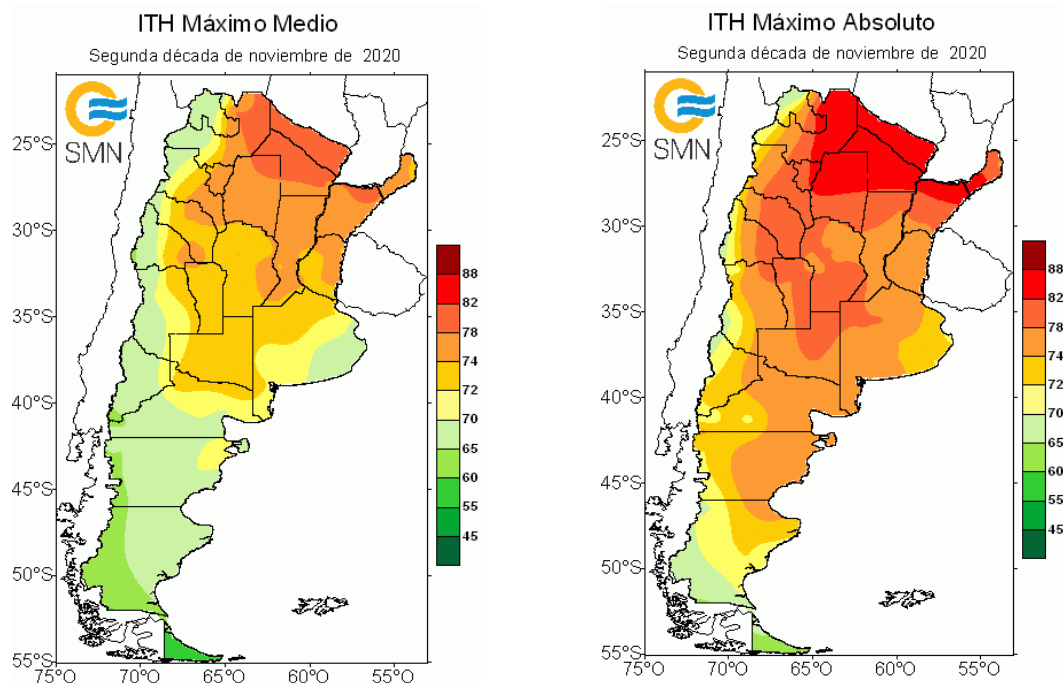 ITH Máximo Medio
Segunda década de noviembre de 2020
SMN
25°S
30°S
35°S
40°S
45°S
50°S
55°S
75°O
70°O
65°O
60°O
55°O
88
82
78
74
72
70
65
60
55
45
ITH Máximo Absoluto
Segunda década de noviembre de 2020
SMN
25°S
30°S
35°S
40°S
45°S
50°S
55°S
75°O
70°O
65°O
60°O
55°O
88
82
78
74
72
70
65
60
55
45